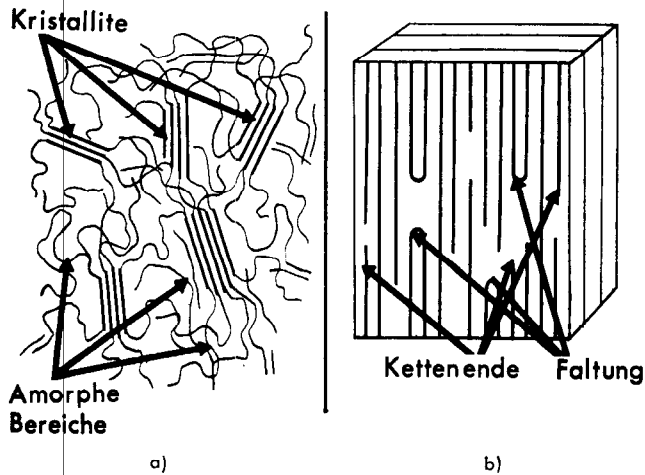 Kristallite
Amorphe
Bereiche
a)
Kettenende
Faltung
b)